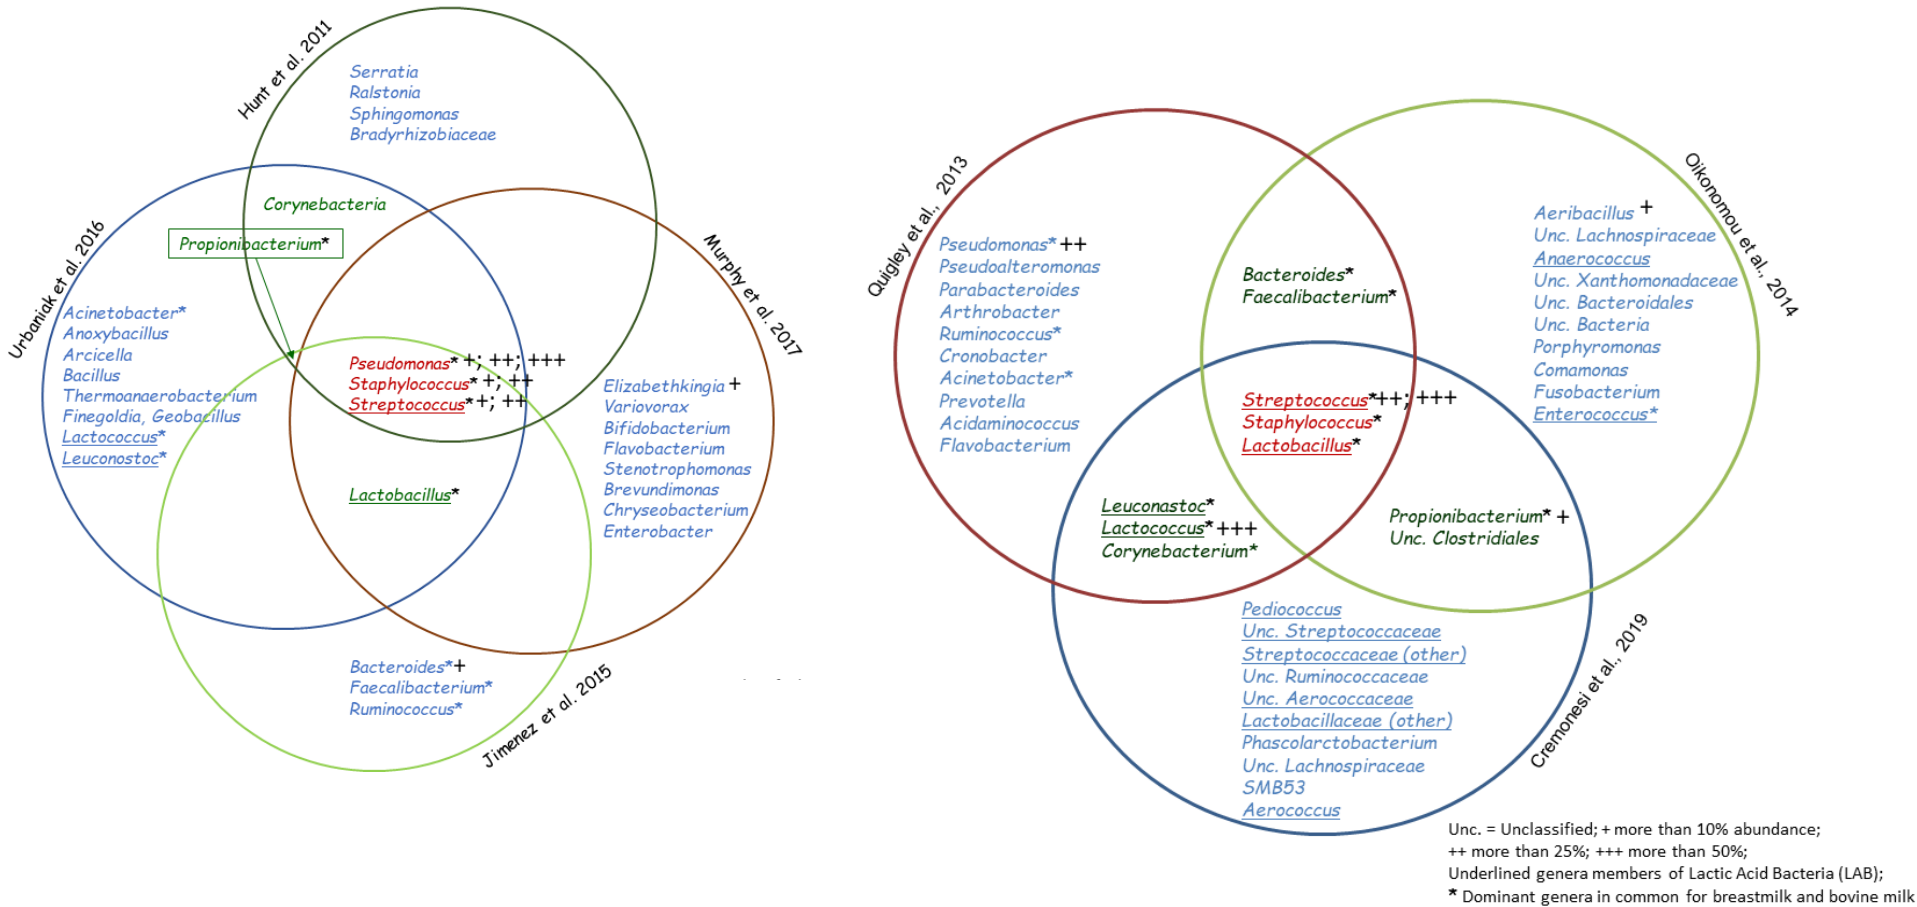 Hunt et al. 2011
Serratia
Ralstonia
Sphingomonas
Bradyrhizobiaceae
Corynebacteria
Propionibacterium*
Urbaniak et al. 2016
Acinetobacter*
Anoxybacillus
Arcicella
Bacillus
Thermoanaerobacterium
Finegoldia, Geobacillus
Lactococcus*
Leuconostoc*
Pseudomonas* +; ++; +++
Staphylococcus* +; ++
Streptococcus* +; ++
Lactobacillus*
Murphy et al. 2017
Elizabethkingia +
Variovorax
Bifidobacterium
Flavobacterium
Stenotrophomonas
Brevundimonas
Chryseobacterium
Enterobacter
Bacteroides*+
Faecalibacterium*
Ruminococcus*
Jimenez et al. 2015
Quigley et al., 2013
Pseudomonas* ++
Pseudoalteromonas
Parabacteroides
Arthrobacter
Ruminococcus*
Cronobacter
Acinetobacter*
Prevotella
Acidaminococcus
Flavobacterium
Bacteroides*
Faecalibacterium*
Oikonomou et al., 2014
Aeribacillus +
Unc. Lachnospiraceae
Anaerococcus
Unc. Xanthomonadaceae
Unc. Bacteroidales
Unc. Bacteria
Porphyromonas
Comamonas
Fusobacterium
Enterococcus*
Streptococcus*++; +++
Staphylococcus*
Lactobacillus*
Leuconastoc*
Lactococcus* +++
Corynebacterium*
Propionibacterium* +
Unc. Clostridiales
Pediococcus
Unc. Streptococcaceae
Streptococcaceae (other)
Unc. Ruminococcaceae
Unc. Aerococcaceae
Lactobacillaceae (other)
Phascolarctobacterium
Unc. Lachnospiraceae
SMB53
Aerococcus
Cremonesi et al., 2019
Unc. = Unclassified; + more than 10% abundance;
++ more than 25%; +++ more than 50%;
Underlined genera members of Lactic Acid Bacteria (LAB);
* Dominant genera in common for breastmilk and bovine milk